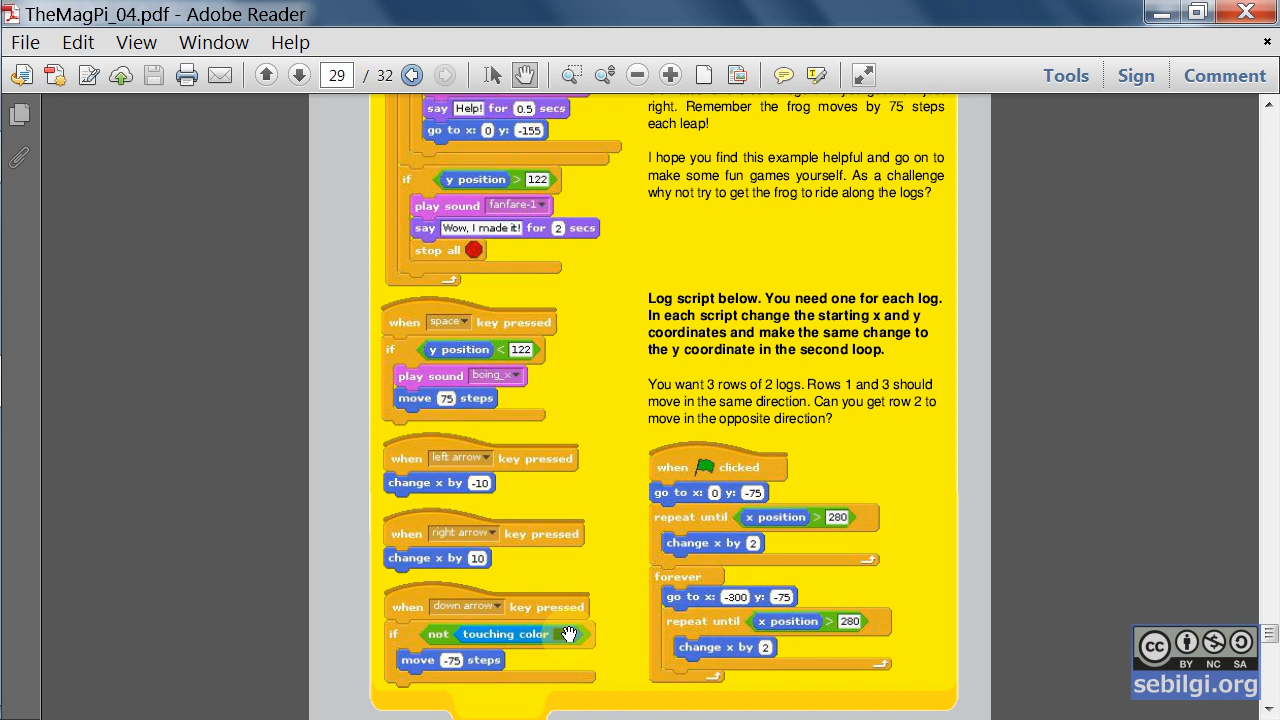 TheMagPi_04.pdf - Adobe Reader
File Edit View Window Help
29 / 32
Tools Sign Comment
say Help! for 0.5 secs
go to x: 0 y: -155
if y position > 122
play sound fanfare-1
say Wow, I made it! for 2 secs
stop all
when space key pressed
if y position < 122
play sound boing_x
move 75 steps
when left arrow key pressed
change x by -10
when right arrow key pressed
change x by 10
when down arrow key pressed
if not touching color
move -75 steps
right. Remember the frog moves by 75 steps
each leap!
I hope you find this example helpful and go on to
make some fun games yourself. As a challenge
why not try to get the frog to ride along the logs?
Log script below. You need one for each log.
In each script change the starting x and y
coordinates and make the same change to
the y coordinate in the second loop.
You want 3 rows of 2 logs. Rows 1 and 3 should
move in the same direction. Can you get row 2 to
move in the opposite direction?
when clicked
go to x: 0 y: -75
repeat until x position > 280
change x by 2
forever
go to x: -300 y: -75
repeat until x position > 280
change x by 2
cc
BY NC SA
sebilgi.org